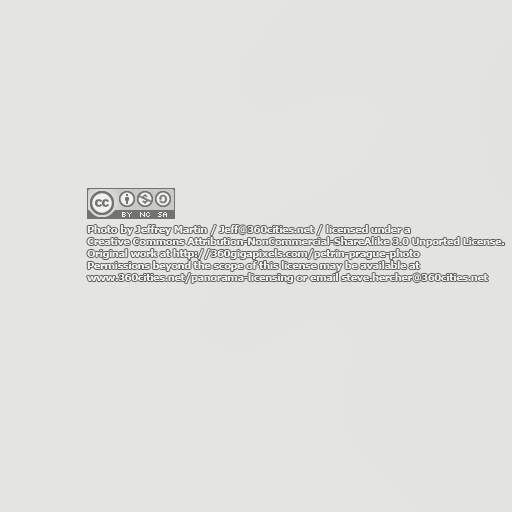 cc BY NC SA
Photo by Jeffrey Martin / Jeff@360cities.net / licensed under a
Creative Commons Attribution-NonCommercial-ShareAlike 3.0 Unported License.
Original work at http://360gigapixels.com/petrin-prague-photo
Permissions beyond the scope of this license may be available at
www.360cities.net/panorama-licensing or email steve.hercher@360cities.net